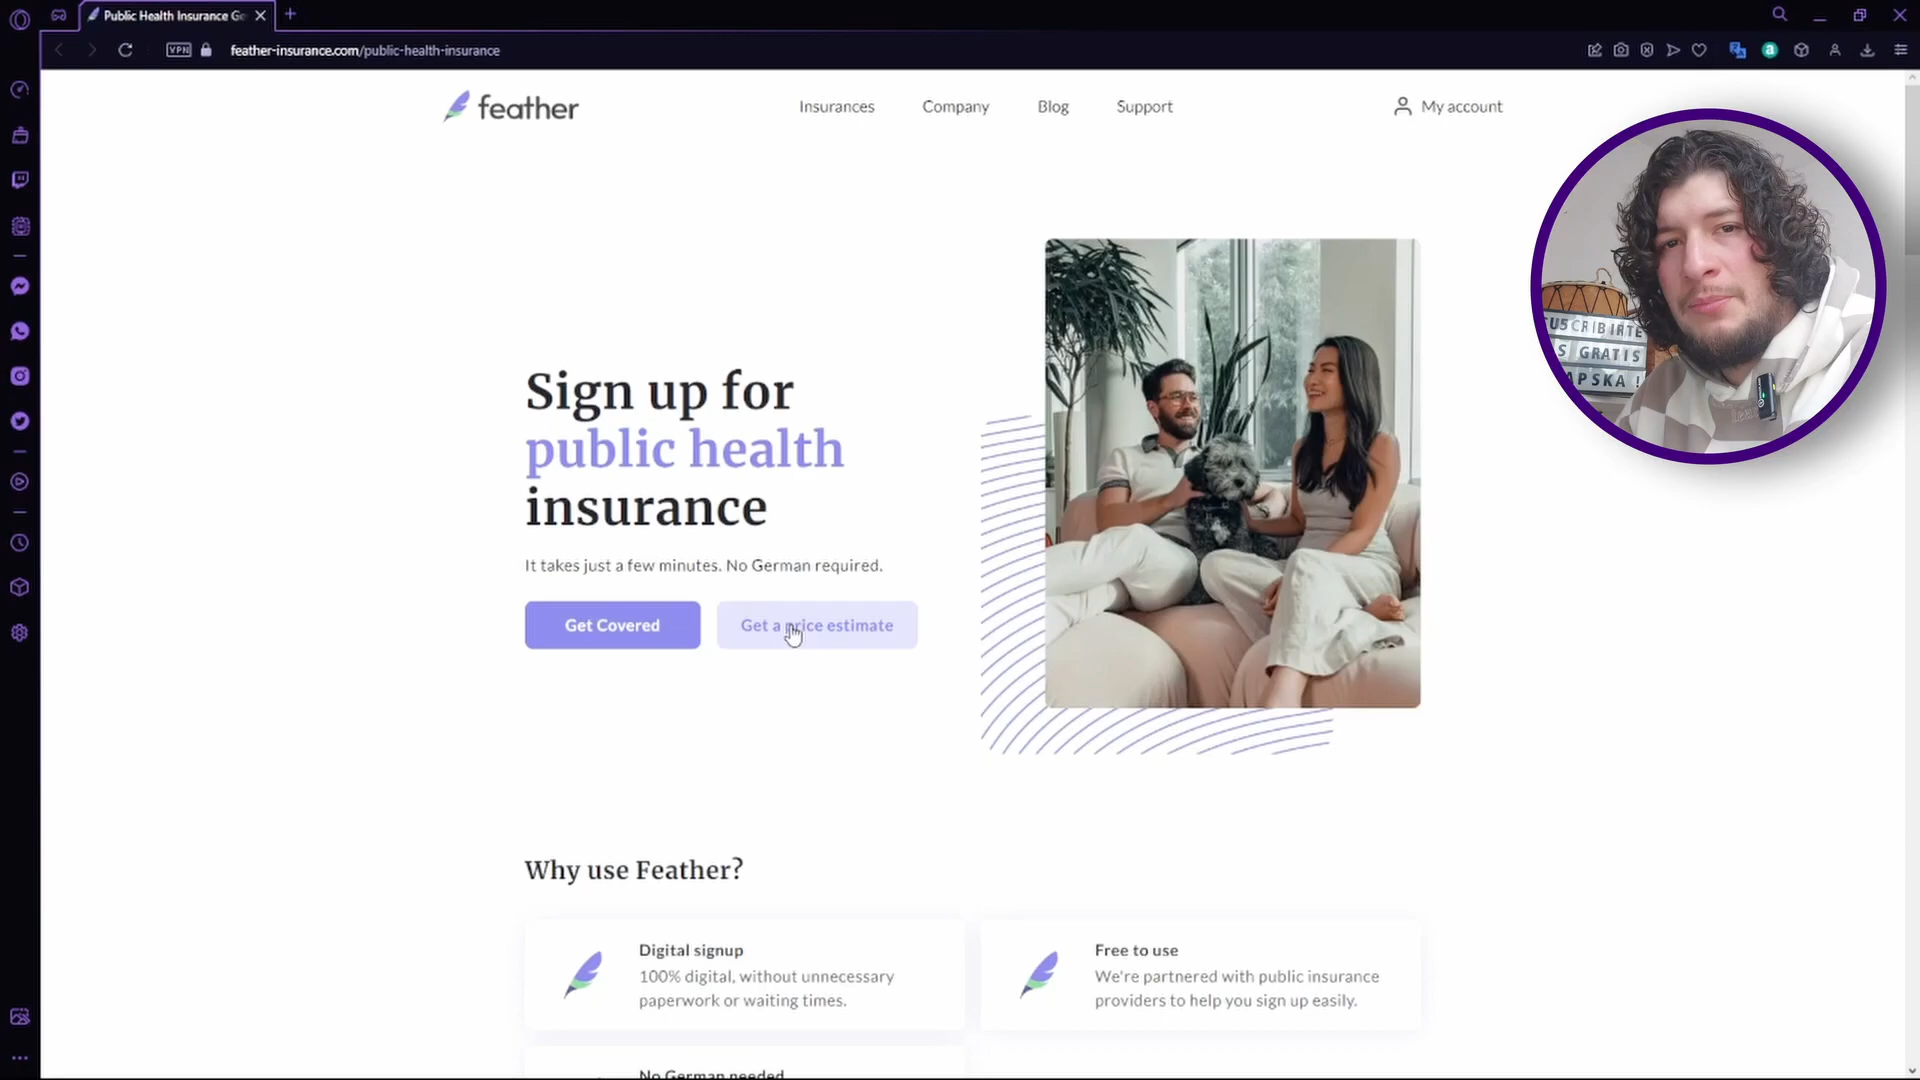 Public Health Insurance Ge
VPN
feather-insurance.com/public-health-insurance
feather
Insurances
Company
Blog
Support
My account
SU5CRIBIRTE
S GRATIS
APSKA !
Sign up for
public health
insurance
It takes just a few minutes. No German required.
Get Covered
Get a price estimate
Why use Feather?
Digital signup
100% digital, without unnecessary
paperwork or waiting times.
Free to use
We're partnered with public insurance
providers to help you sign up easily.
No German needed